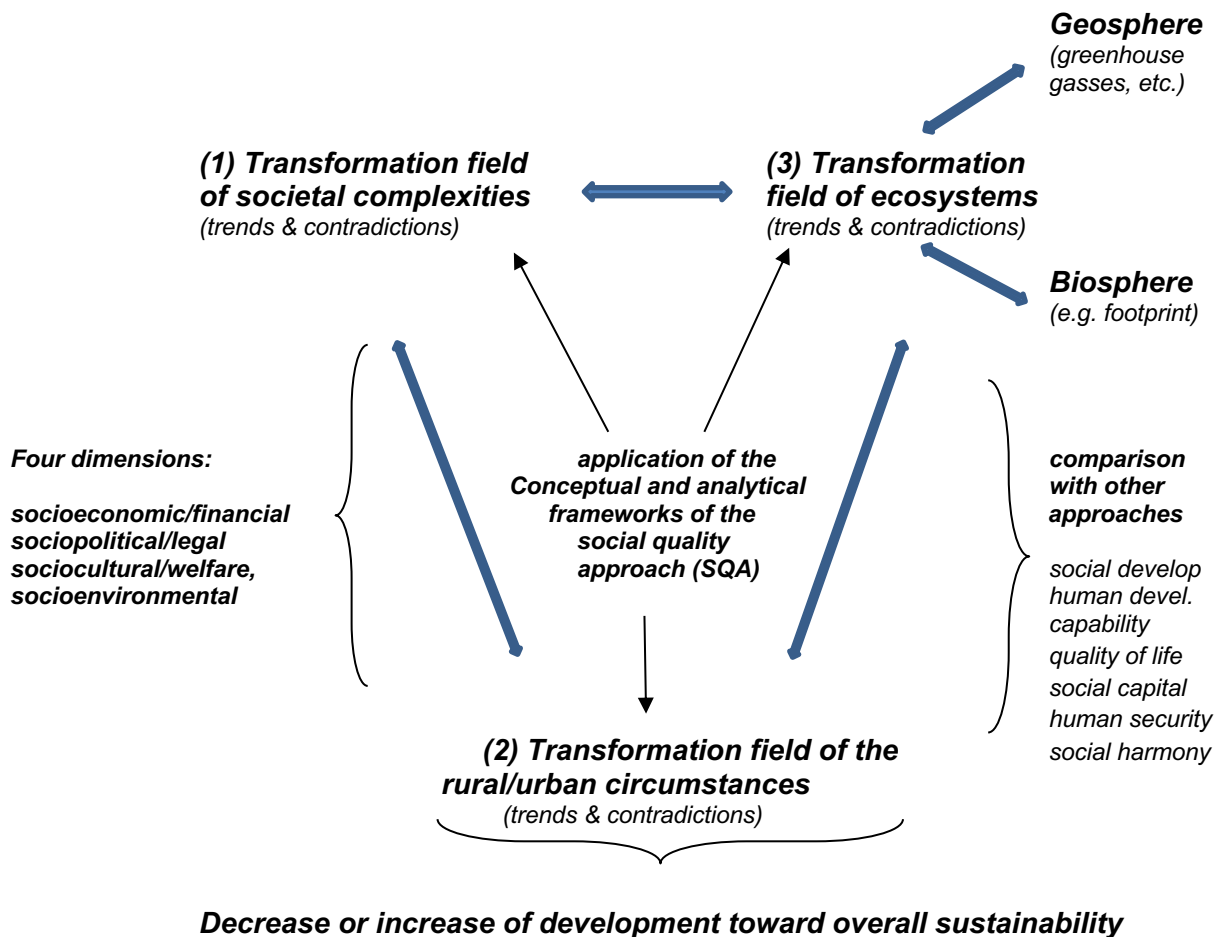 Geosphere
(greenhouse
gasses, etc.)
(1) Transformation field
of societal complexities
(trends & contradictions)
(3) Transformation
field of ecosystems
(trends & contradictions)
Biosphere
(e.g. footprint)
Four dimensions:
socioeconomic/financial
sociopolitical/legal
sociocultural/welfare,
socioenvironmental
application of the
Conceptual and analytical
frameworks of the
social quality
approach (SQA)
comparison
with other
approaches
social develop
human devel.
capability
quality of life
social capital
human security
social harmony
(2) Transformation field of the
rural/urban circumstances
(trends & contradictions)
Decrease or increase of development toward overall sustainability